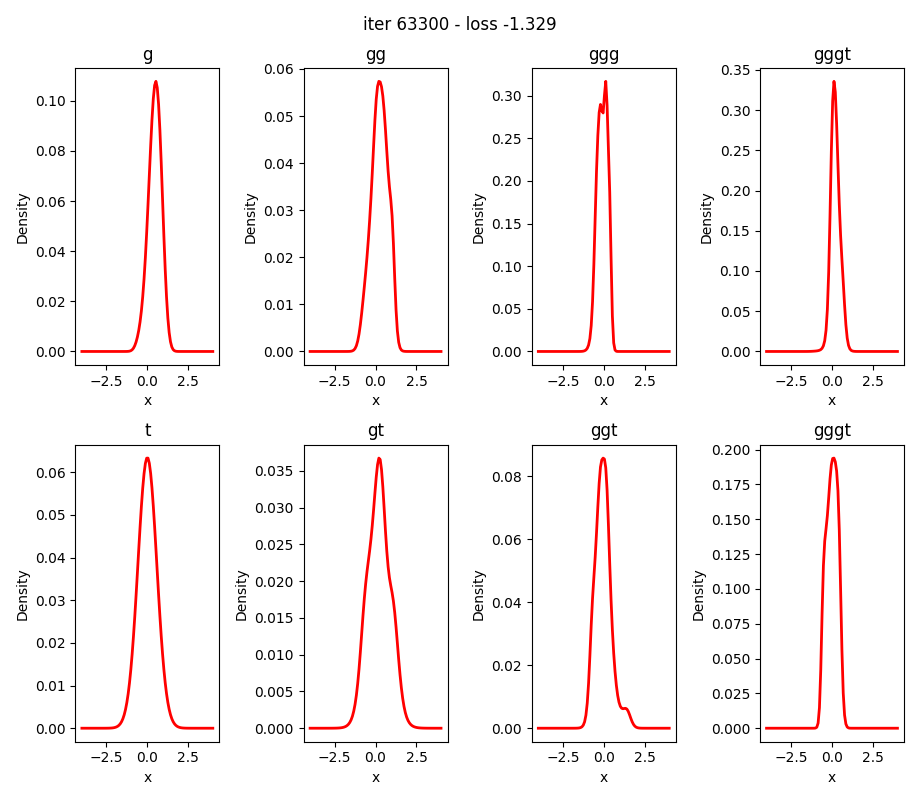 iter 63300 - loss -1.329
g
gg
ggg
gggt
0.10
0.08
0.06
0.04
0.02
0.00
Density
−2.5 0.0 2.5
x
0.06
0.05
0.04
0.03
0.02
0.01
0.00
Density
−2.5 0.0 2.5
x
0.30
0.25
0.20
0.15
0.10
0.05
0.00
Density
−2.5 0.0 2.5
x
0.35
0.30
0.25
0.20
0.15
0.10
0.05
0.00
Density
−2.5 0.0 2.5
x
t
gt
ggt
gggt
0.06
0.05
0.04
0.03
0.02
0.01
0.00
Density
−2.5 0.0 2.5
x
0.035
0.030
0.025
0.020
0.015
0.010
0.005
0.000
Density
−2.5 0.0 2.5
x
0.08
0.06
0.04
0.02
0.00
Density
−2.5 0.0 2.5
x
0.200
0.175
0.150
0.125
0.100
0.075
0.050
0.025
0.000
Density
−2.5 0.0 2.5
x